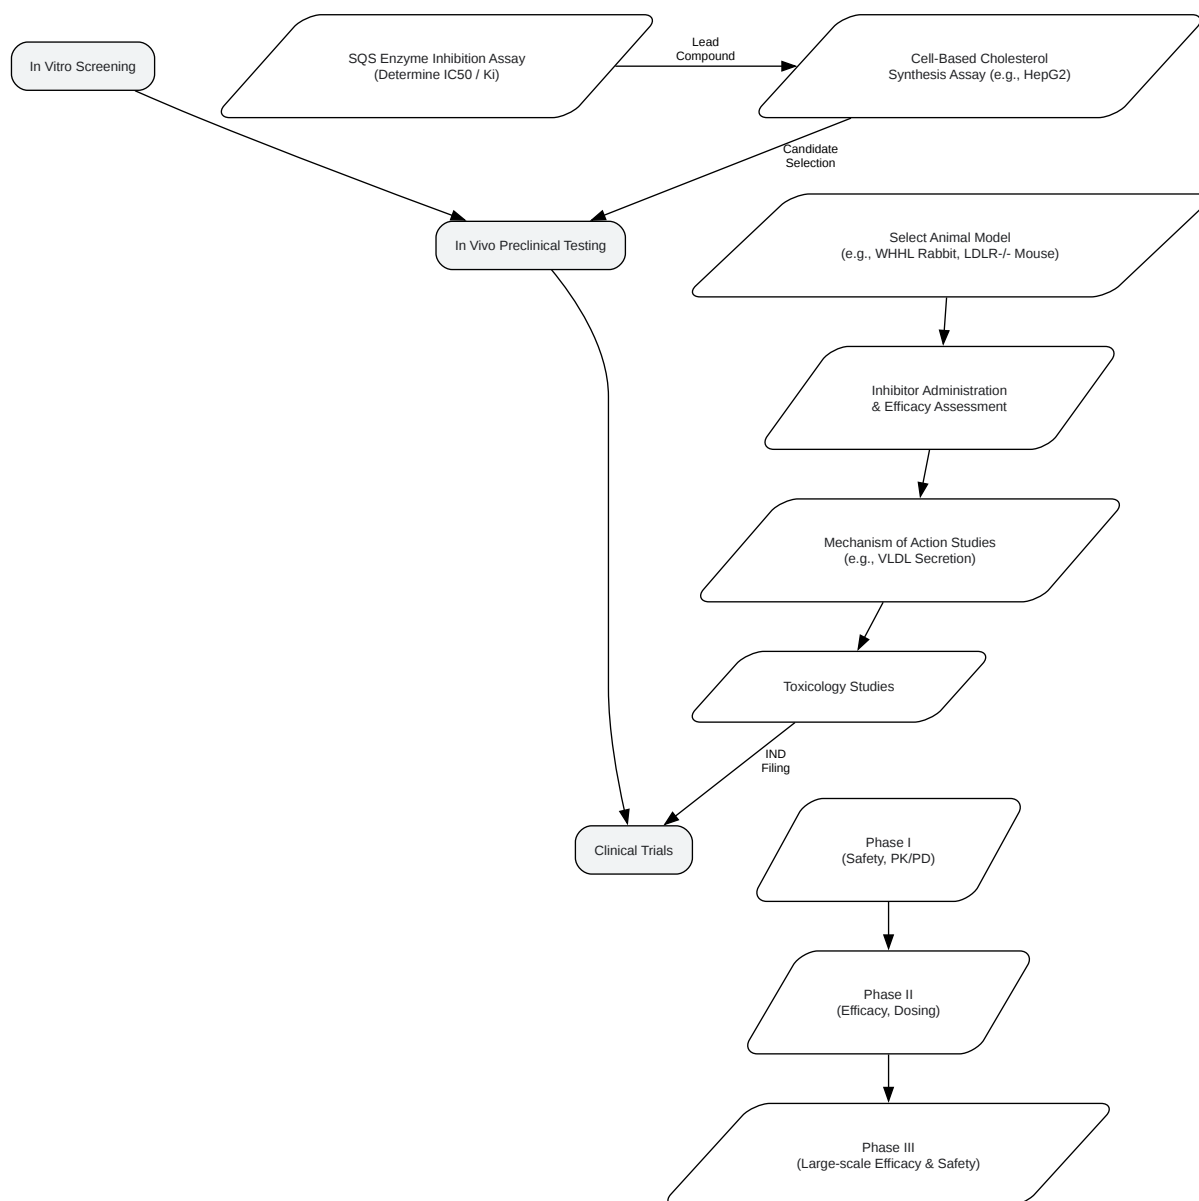 In Vitro Screening
SQS Enzyme Inhibition Assay
(Determine IC50 / Ki)
Lead
Compound
Cell-Based Cholesterol
Synthesis Assay (e.g., HepG2)
Candidate
Selection
In Vivo Preclinical Testing
Select Animal Model
(e.g., WHHL Rabbit, LDLR-/- Mouse)
Inhibitor Administration
& Efficacy Assessment
Mechanism of Action Studies
(e.g., VLDL Secretion)
Toxicology Studies
IND
Filing
Clinical Trials
Phase I
(Safety, PK/PD)
Phase II
(Efficacy, Dosing)
Phase III
(Large-scale Efficacy & Safety)